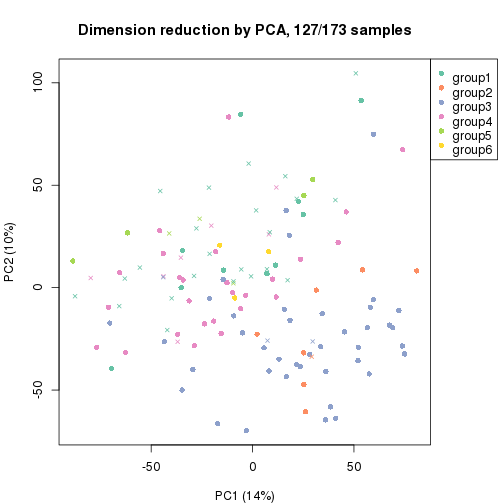 Dimension reduction by PCA, 127/173 samples
group1
group2
group3
group4
group5
group6
100
50
0
-50
PC2 (10%)
-50
0
50
PC1 (14%)